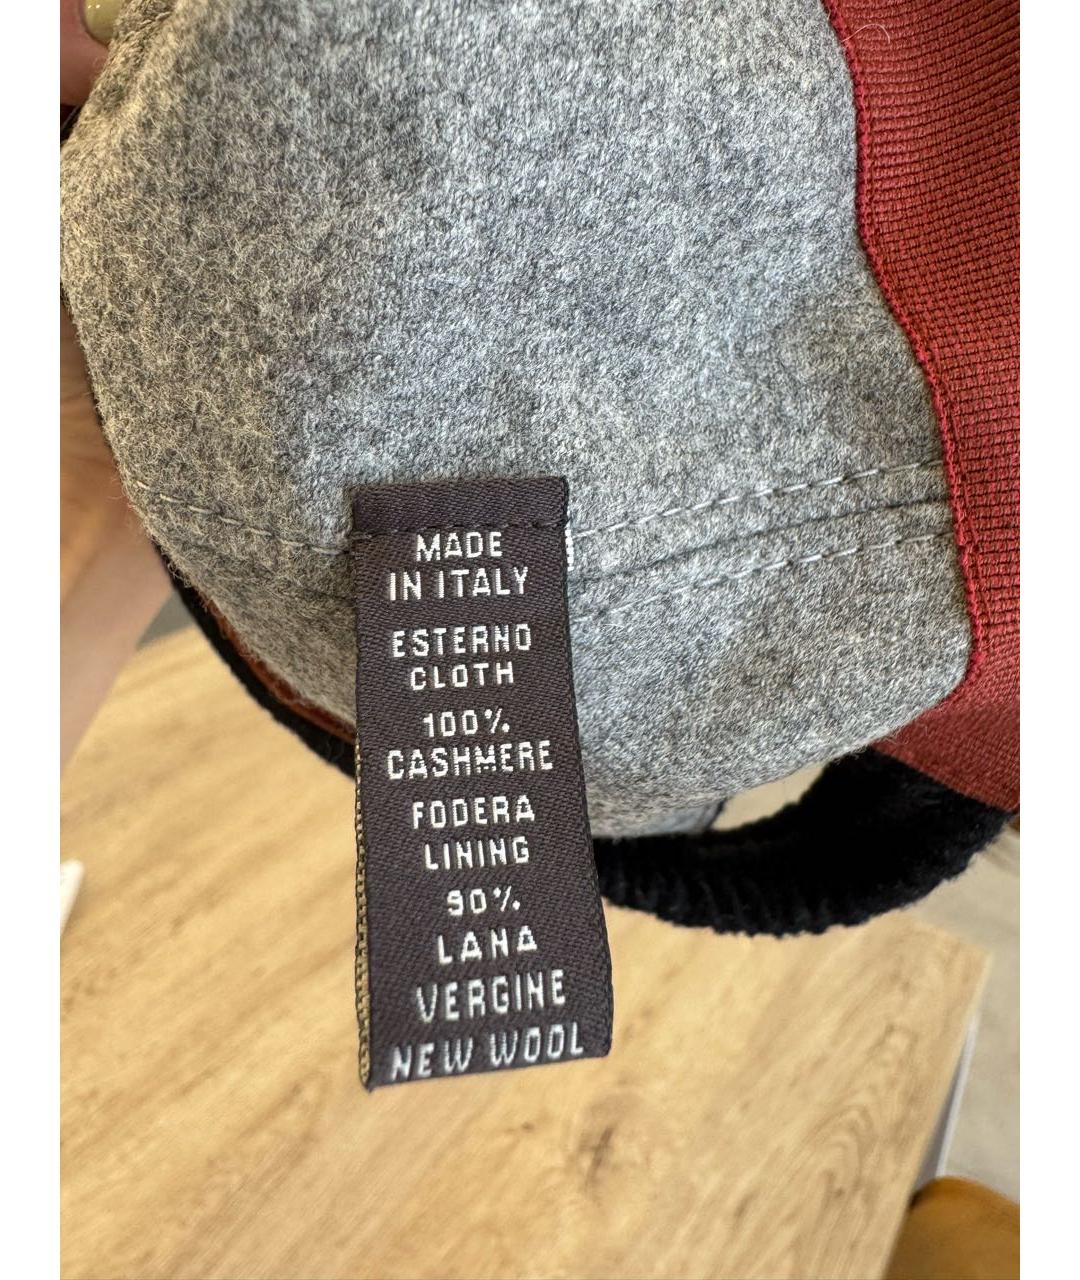 MADE
IN ITALY
ESTERNO
CLOTH
100%
CASHMERE
FODERA
LINING
90%
LANA
VERGINE
NEW WOOL